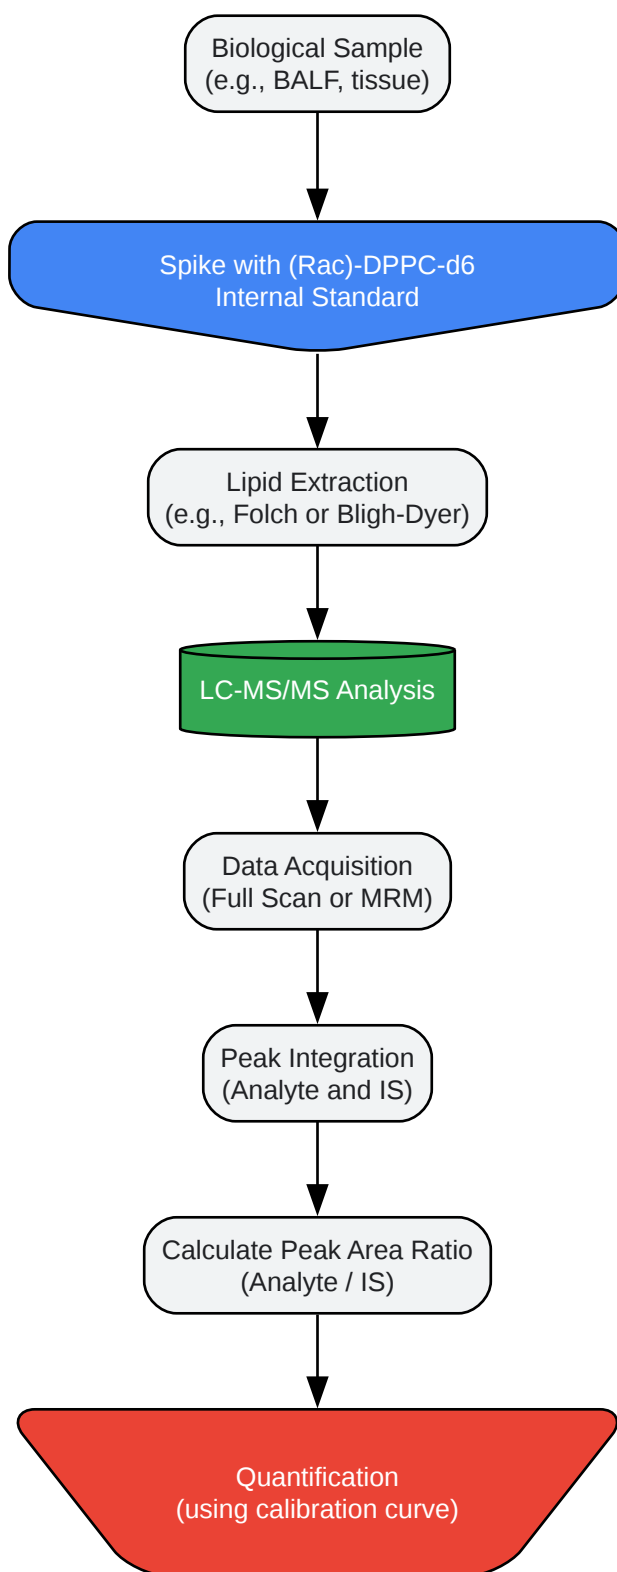 Biological Sample
(e.g., BALF, tissue)
Spike with (Rac)-DPPC-d6
Internal Standard
Lipid Extraction
(e.g., Folch or Bligh-Dyer)
LC-MS/MS Analysis
Data Acquisition
(Full Scan or MRM)
Peak Integration
(Analyte and IS)
Calculate Peak Area Ratio
(Analyte / IS)
Quantification
(using calibration curve)